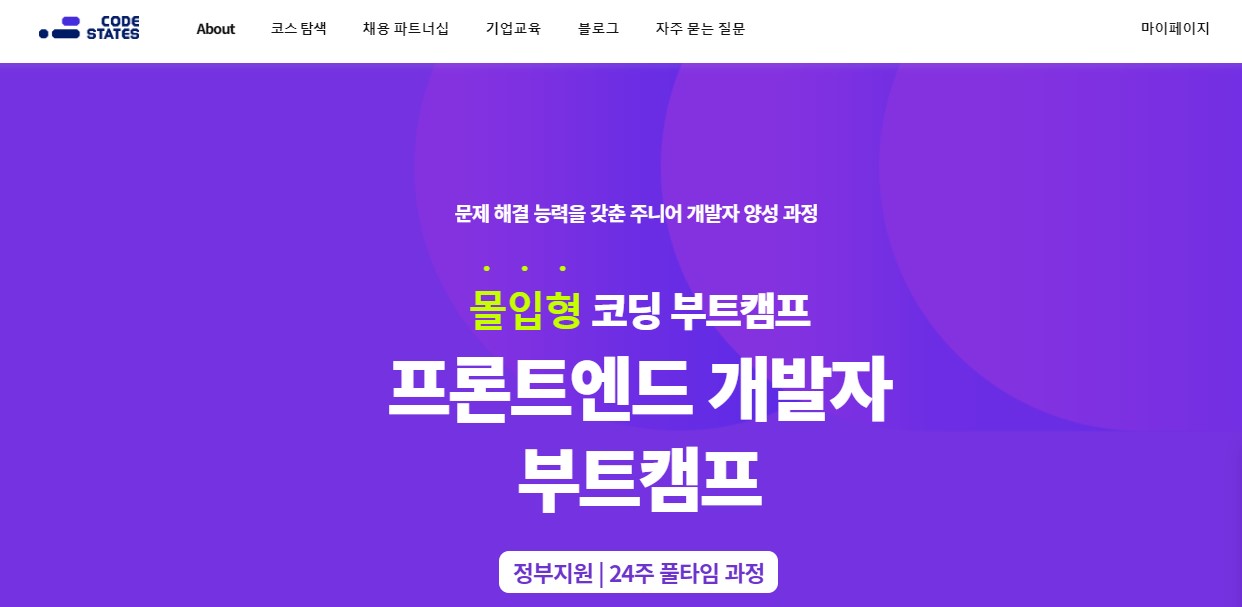 CODE
STATES
About 코스 탐색 채용 파트너십 기업교육 블로그 자주 묻는 질문 마이페이지
문제 해결 능력을 갖춘 주니어 개발자 양성 과정
몰입형 코딩 부트캠프
프론트엔드 개발자
부트캠프
정부지원 | 24주 풀타임 과정